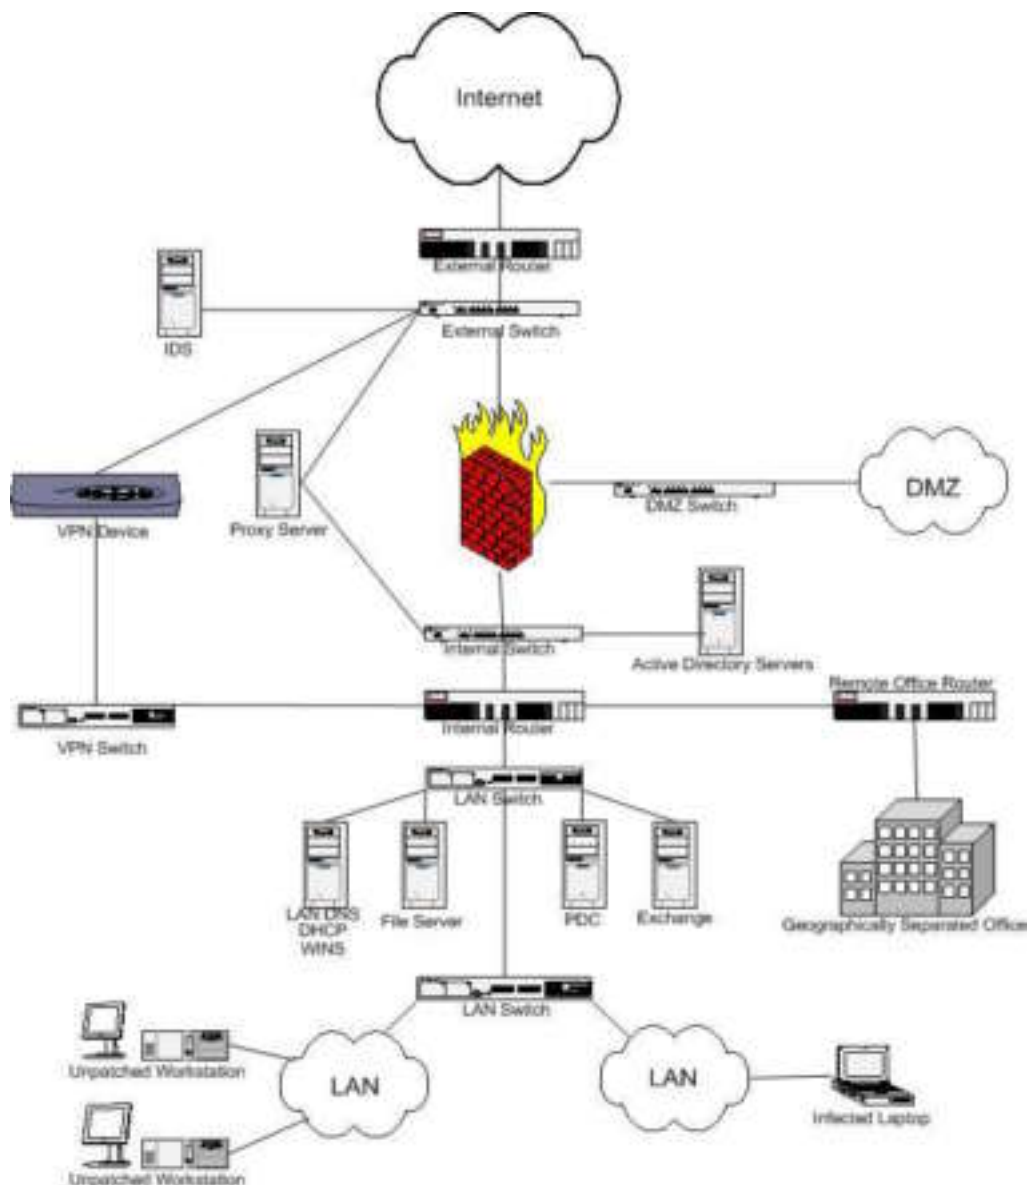 Internet
External Router
IDS
External Switch
VPN Device
Proxy Server
DMZ Switch
DMZ
Internal Switch
Active Directory Servers
Remote Office Router
VPN Switch
Internal Router
LAN Switch
LAN DNS
DHCP
WINS
File Server
PDC
Exchange
Geographically Separated Office
LAN Switch
Unpatched Workstation
LAN
LAN
Infected Laptop
Unpatched Workstation